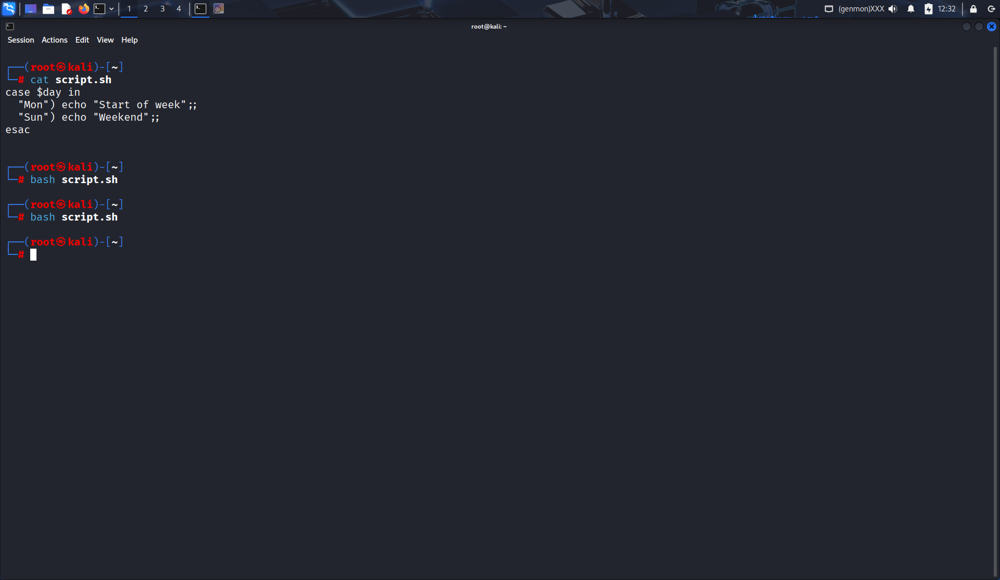 1 2 3 4 (genmon)XXX 12:32
root@kali: ~
Session Actions Edit View Help
┌──(root㉿kali)-[~]
└─# cat script.sh
case $day in
  "Mon") echo "Start of week";;
  "Sun") echo "Weekend";;
esac
┌──(root㉿kali)-[~]
└─# bash script.sh
┌──(root㉿kali)-[~]
└─# bash script.sh
┌──(root㉿kali)-[~]
└─#